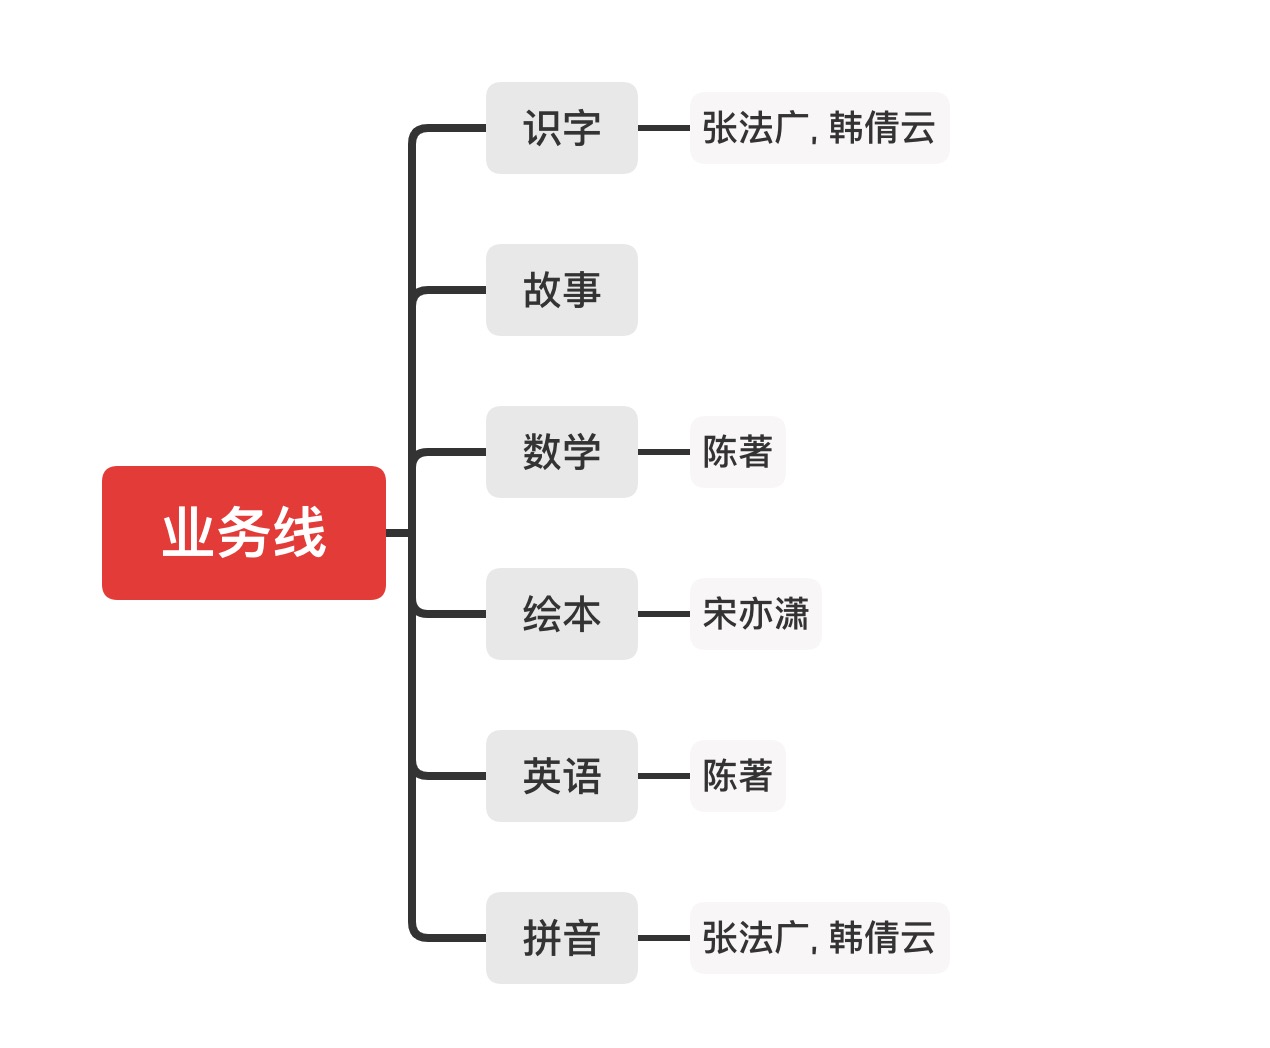 业务线
识字
张法广, 韩倩云
故事
数学
陈著
绘本
宋亦潇
英语
陈著
拼音
张法广, 韩倩云